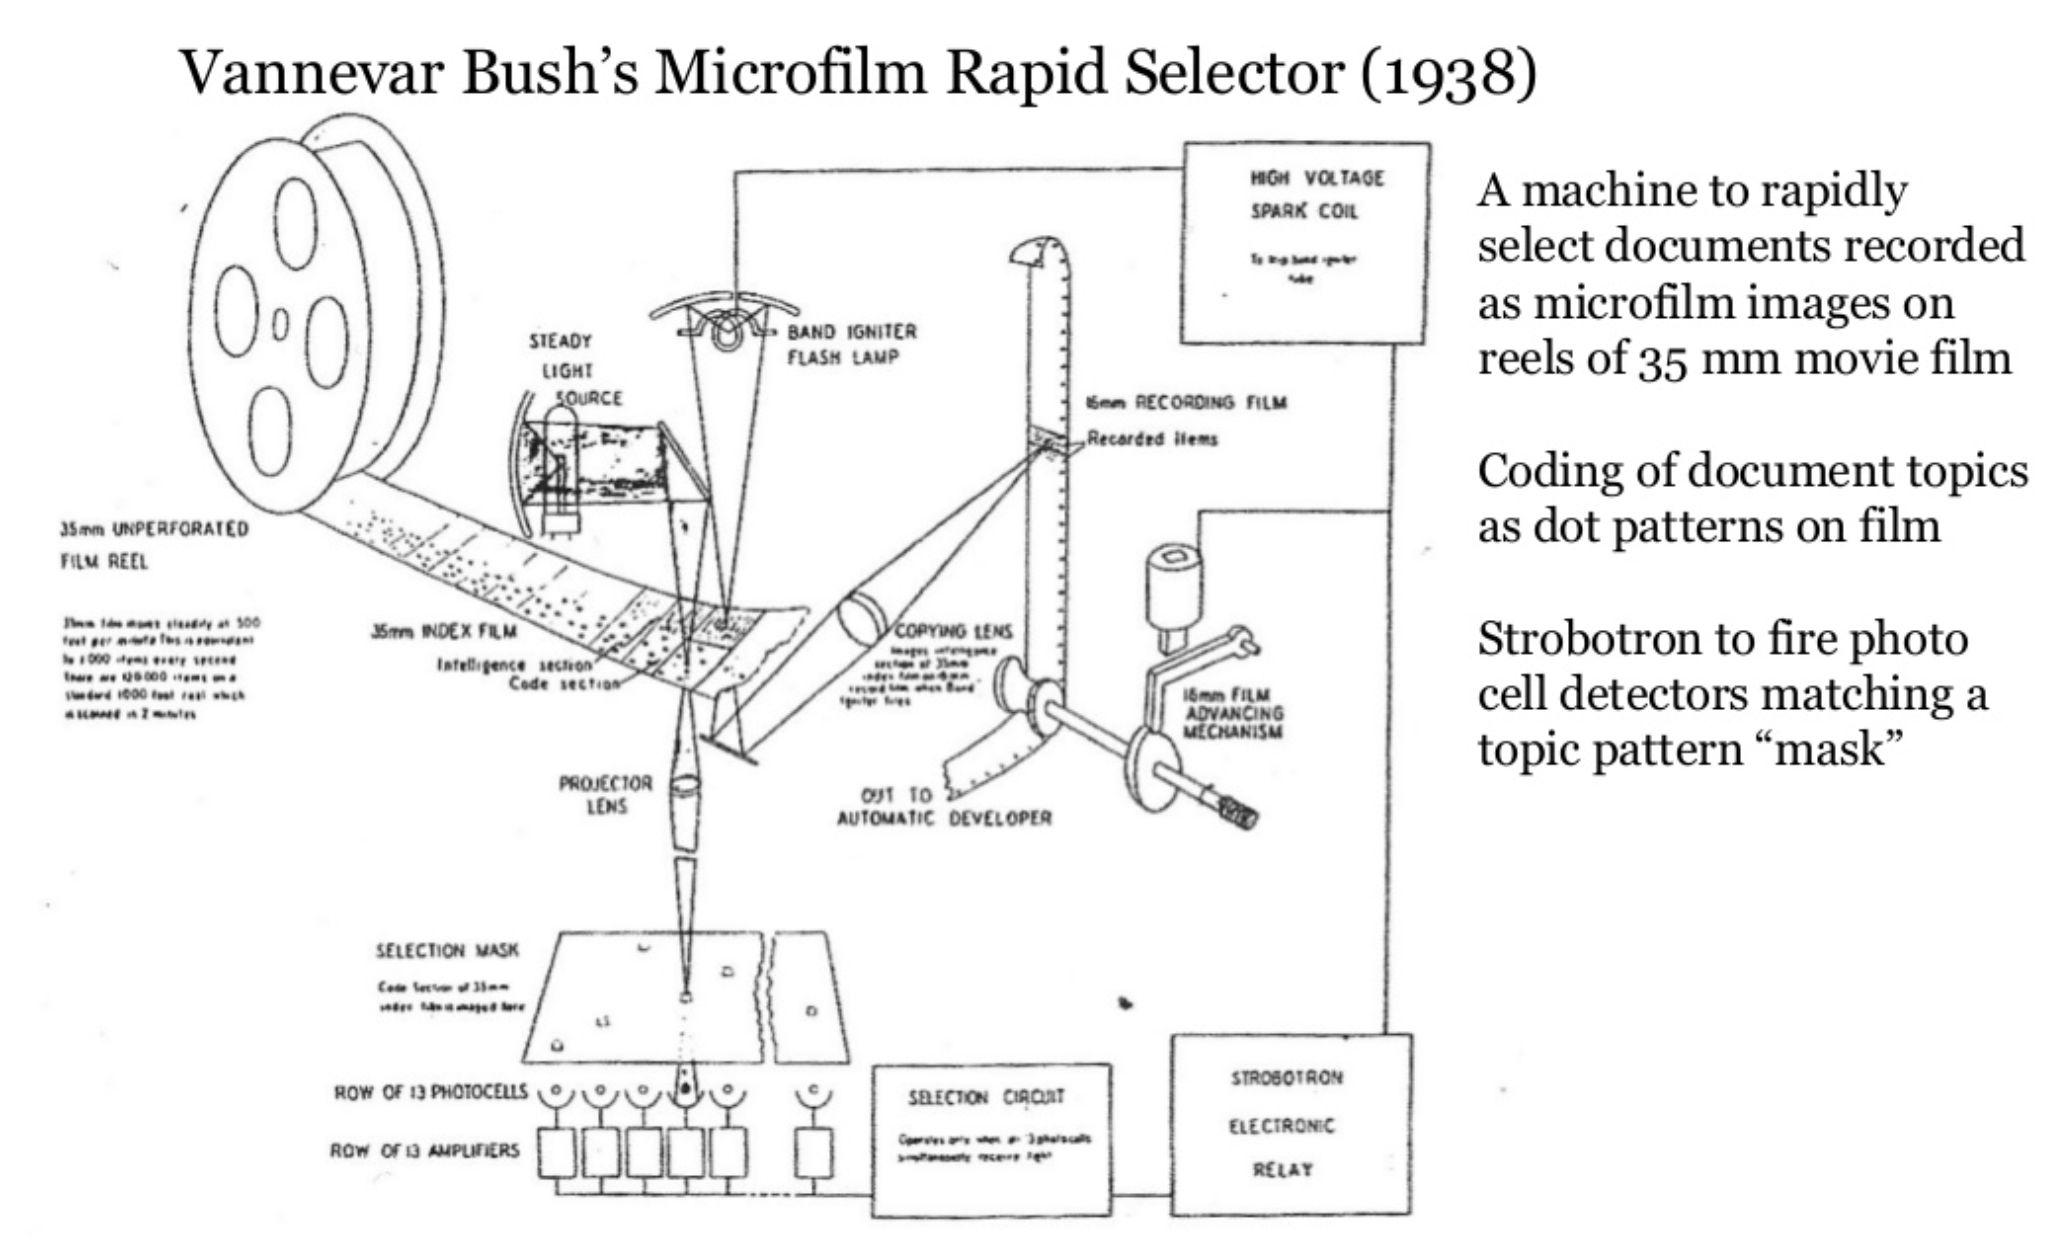 Vannevar Bush’s Microfilm Rapid Selector (1938)
A machine to rapidly
select documents recorded
as microfilm images on
reels of 35 mm movie film
Coding of document topics
as dot patterns on film
Strobotron to fire photo
cell detectors matching a
topic pattern “mask”
HIGH VOLTAGE
SPARK COIL
BAND IGNITER
FLASH LAMP
STEADY
LIGHT
SOURCE
16mm RECORDING FILM
Recorded Items
35mm UNPERFORATED
FILM REEL
35mm film moves steadily at 500
feet per minute This is equivalent
To 1000 items every second
There are 120.000 items on a
standard 1000 foot reel which
is scanned in 2 minutes
35mm INDEX FILM
Intelligence section
Code section
COPYING LENS
Images intelligence
section of 35mm
index film on 16mm
record film when Band
Igniter fires
16mm FILM
ADVANCING
MECHANISM
PROJECTOR
LENS
OUT TO
AUTOMATIC DEVELOPER
SELECTION MASK
Code Section of 35mm
index film is imaged here
ROW OF 13 PHOTOCELLS
ROW OF 13 AMPLIFIERS
SELECTION CIRCUIT
Operates only when all 13 photocells
simultaneously receive light
STROBOTRON
ELECTRONIC
RELAY